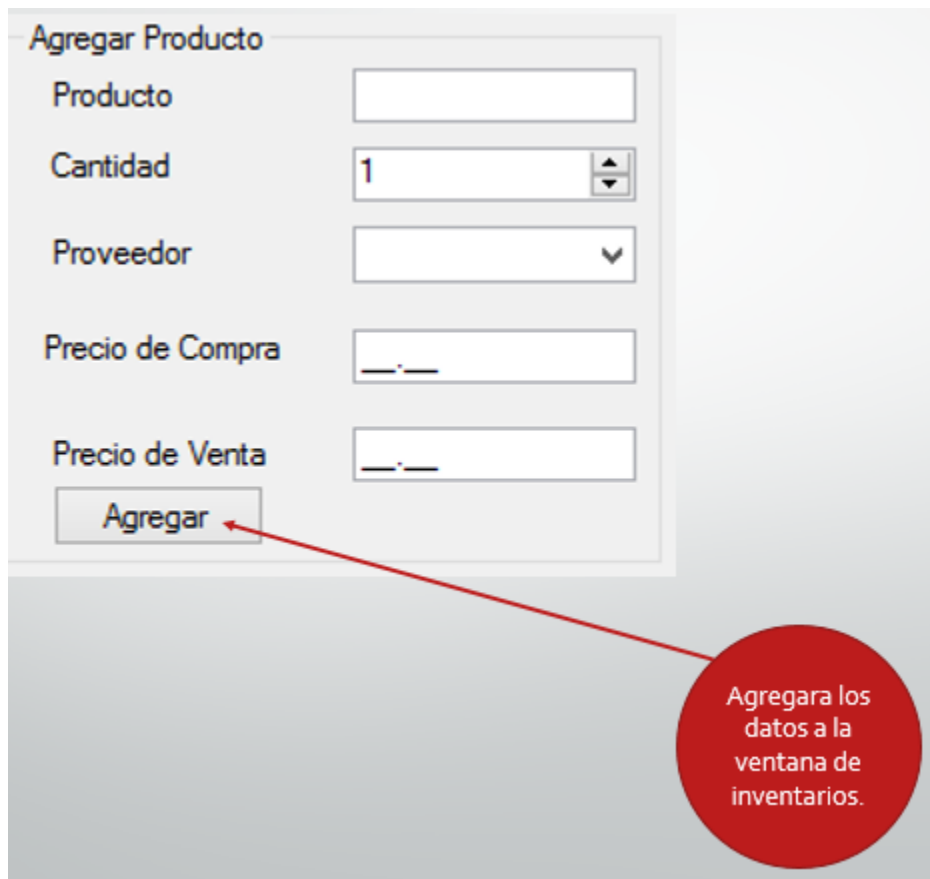 Agregar Producto
Producto
Cantidad
1
Proveedor
Precio de Compra
__.__
Precio de Venta
__.__
Agregar
Agregara los
datos a la
ventana de
inventarios.